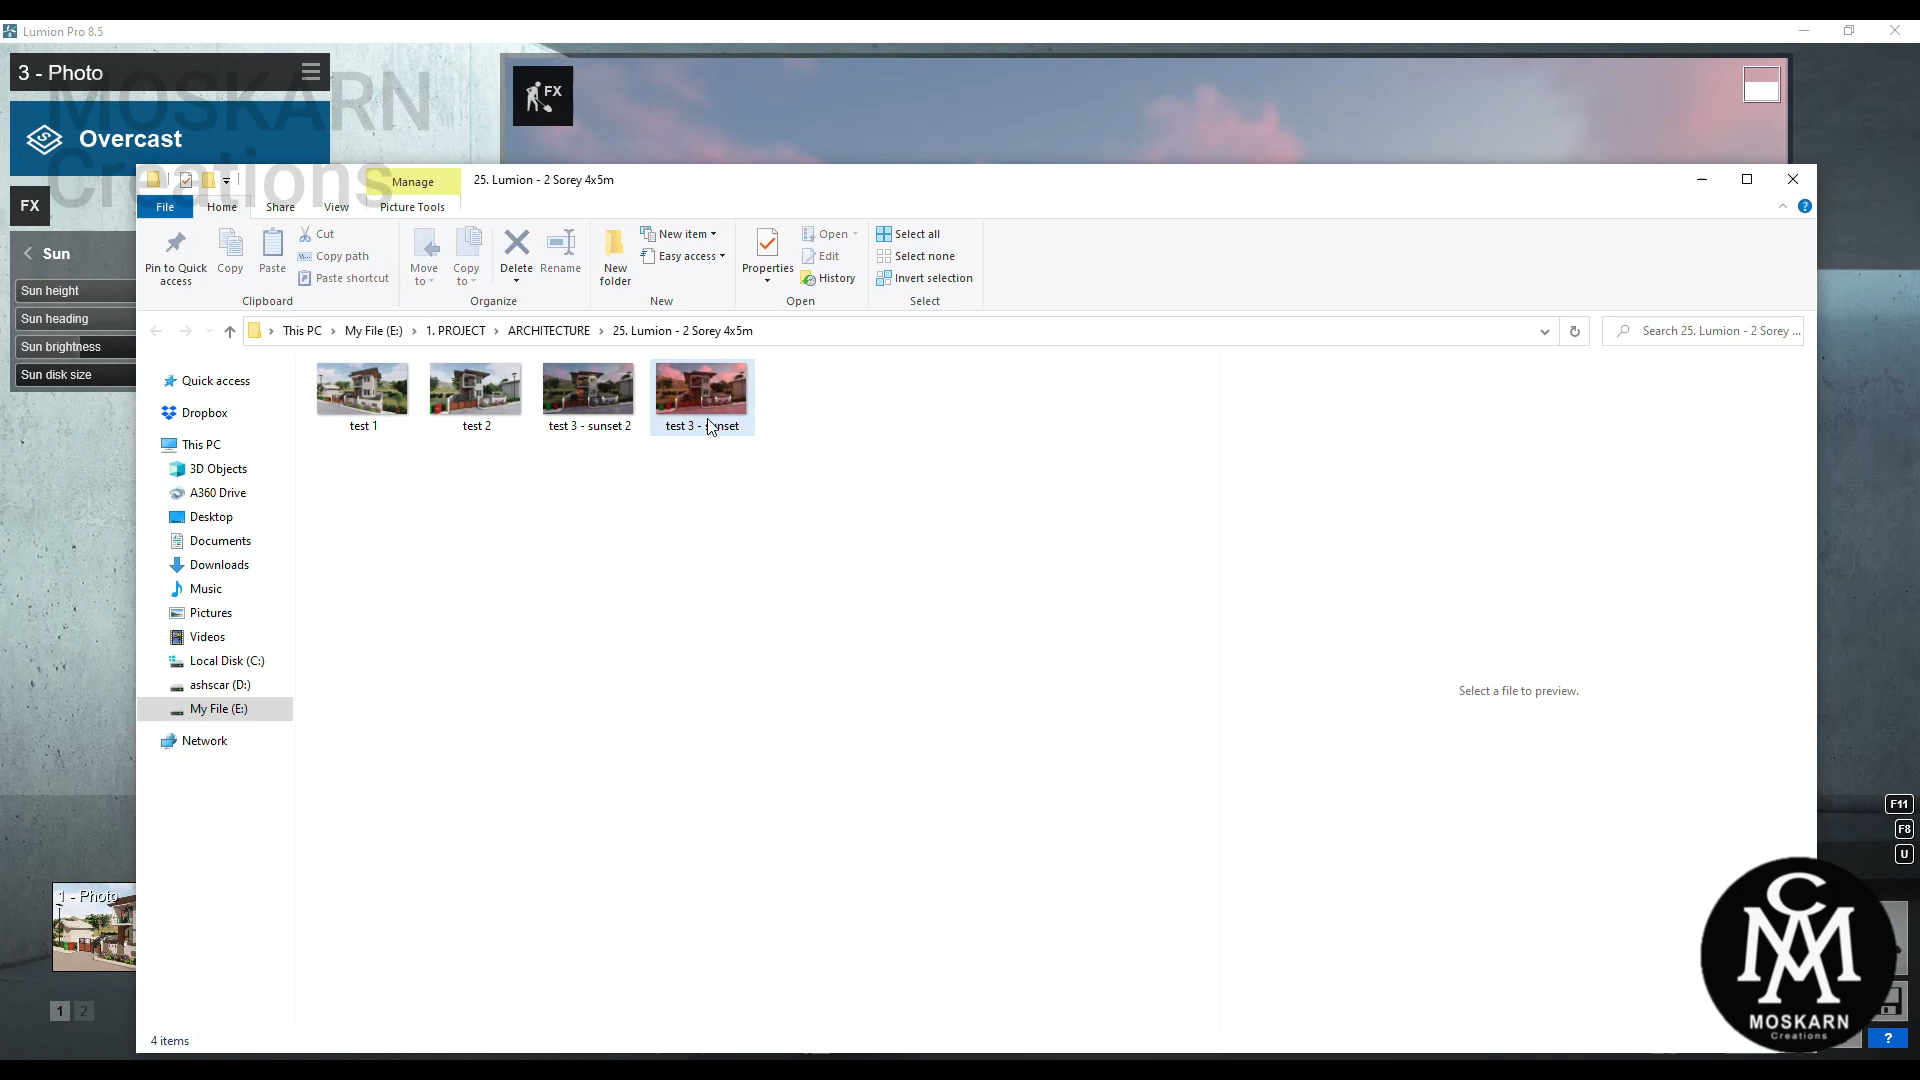 Lumion Pro 8.5
3 - Photo
MOSKARN
Creations
FX
Overcast
FX
Sun
Sun height
Sun heading
Sun brightness
Sun disk size
1 - Photo
1 2
Manage
25. Lumion - 2 Sorey 4x5m
File
Home
Share
View
Picture Tools
Pin to Quick
access
Copy
Paste
Cut
Copy path
Paste shortcut
Clipboard
Move
to
Copy
to
Delete
Rename
Organize
New
folder
New item
Easy access
New
Properties
Open
Edit
History
Open
Select all
Select none
Invert selection
Select
This PC > My File (E:) > 1. PROJECT > ARCHITECTURE > 25. Lumion - 2 Sorey 4x5m
Search 25. Lumion - 2 Sorey ...
Quick access
Dropbox
This PC
3D Objects
A360 Drive
Desktop
Documents
Downloads
Music
Pictures
Videos
Local Disk (C:)
ashscar (D:)
My File (E:)
Network
test 1
test 2
test 3 - sunset 2
test 3 - sunset
Select a file to preview.
4 items
F11
F8
U
CM
MOSKARN
Creations
?